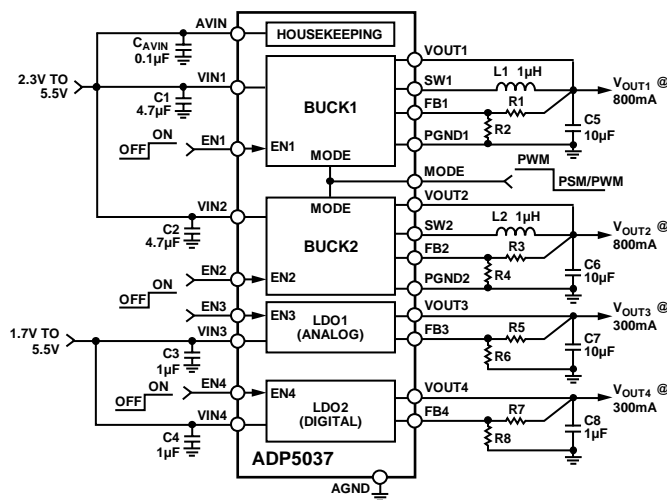 AVIN
HOUSEKEEPING
C_AVIN
0.1µF
VOUT1
L1 1µH
2.3V TO
5.5V
VIN1
SW1
V_OUT1 @
800mA
C1
4.7µF
BUCK1
FB1
R1
R2
C5
10µF
ON
OFF
EN1
EN1
PGND1
MODE
MODE
PWM
PSM/PWM
VOUT2
MODE
VIN2
L2 1µH
C2
4.7µF
BUCK2
SW2
V_OUT2 @
800mA
FB2
R3
R4
C6
10µF
EN2
EN2
ON
OFF
PGND2
EN3
EN3
LDO1
(ANALOG)
VOUT3
V_OUT3 @
300mA
1.7V TO
5.5V
VIN3
FB3
R5
R6
C7
10µF
C3
1µF
ON
OFF
EN4
EN4
LDO2
(DIGITAL)
VOUT4
V_OUT4 @
300mA
VIN4
FB4
R7
R8
C8
1µF
C4
1µF
ADP5037
AGND